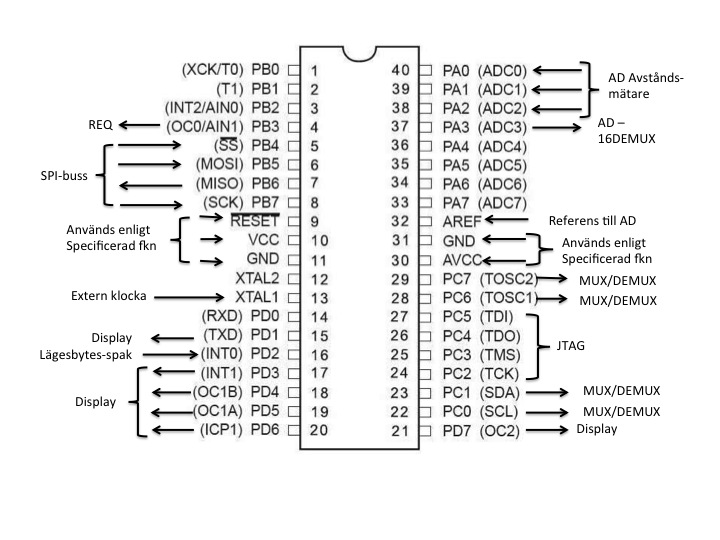 (XCK/T0) PB0 1 40 PA0 (ADC0)
(T1) PB1 2 39 PA1 (ADC1)
(INT2/AIN0) PB2 3 38 PA2 (ADC2)
AD Avstånds-
mätare
REQ (OC0/AIN1) PB3 4 37 PA3 (ADC3)
AD –
16DEMUX
(SS) PB4 5 36 PA4 (ADC4)
(MOSI) PB5 6 35 PA5 (ADC5)
SPI-buss
(MISO) PB6 7 34 PA6 (ADC6)
(SCK) PB7 8 33 PA7 (ADC7)
RESET 9 32 AREF Referens till AD
Används enligt
Specificerad fkn
VCC 10 31 GND
GND 11 30 AVCC
Används enligt
Specificerad fkn
XTAL2 12 29 PC7 (TOSC2) MUX/DEMUX
Extern klocka XTAL1 13 28 PC6 (TOSC1) MUX/DEMUX
(RXD) PD0 14 27 PC5 (TDI)
Display (TXD) PD1 15 26 PC4 (TDO)
JTAG
Lägesbytes-spak (INT0) PD2 16 25 PC3 (TMS)
(INT1) PD3 17 24 PC2 (TCK)
(OC1B) PD4 18 23 PC1 (SDA) MUX/DEMUX
Display
(OC1A) PD5 19 22 PC0 (SCL) MUX/DEMUX
(ICP1) PD6 20 21 PD7 (OC2) Display